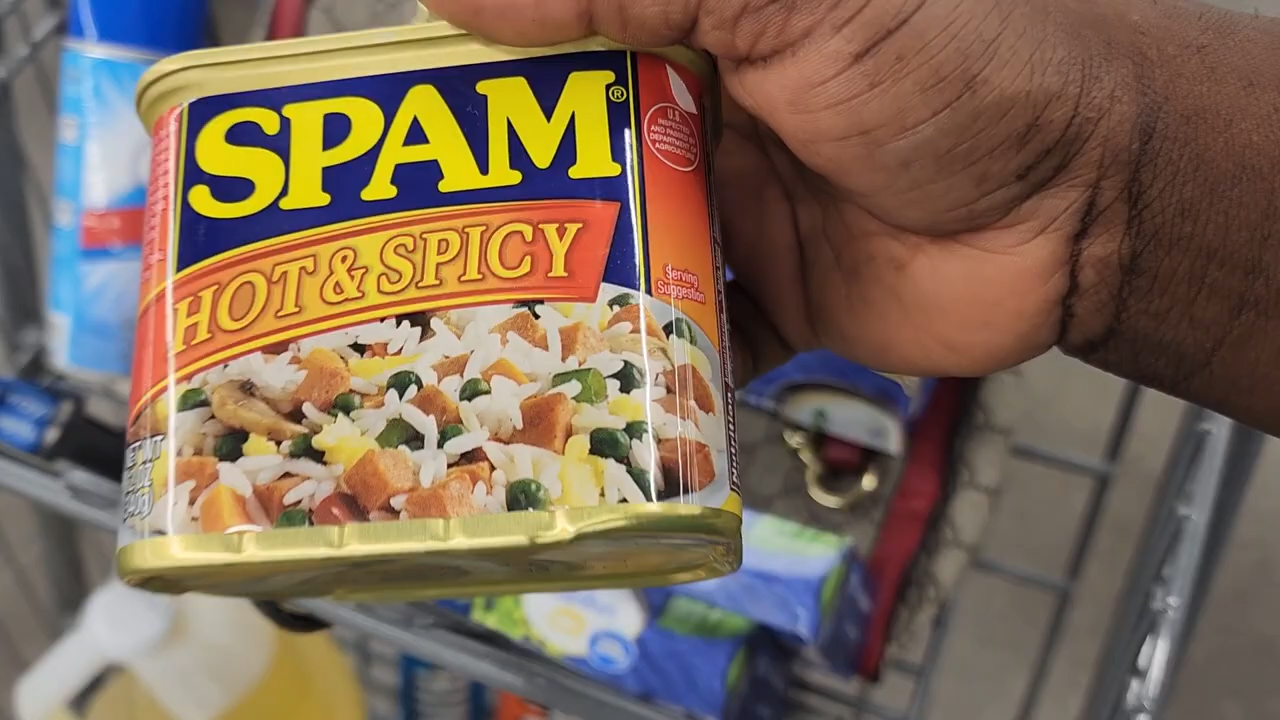 SPAM®
HOT & SPICY
U.S.
INSPECTED
AND PASSED BY
DEPARTMENT OF
AGRICULTURE
Serving
Suggestion